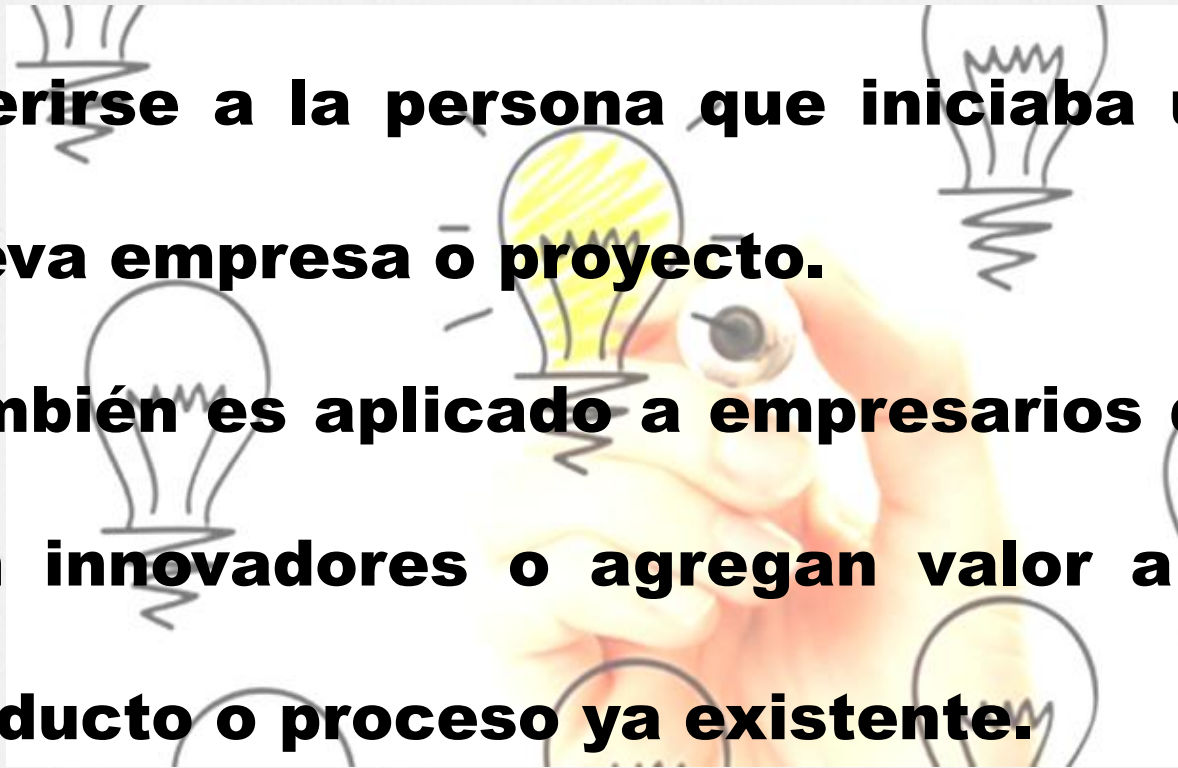 erirse a la persona que iniciaba
eva empresa o proyecto.
mbién es aplicado a empresarios
innovadores o agregan valor a
ducto o proceso ya existente.